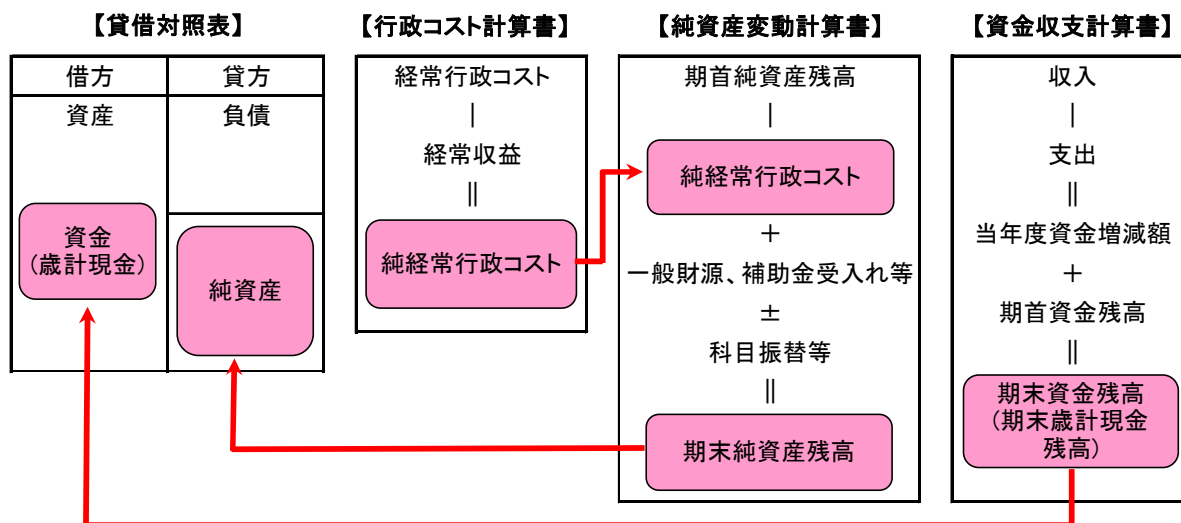 【貸借対照表】
借方
貸方
資産
負債
資金
(歳計現金)
純資産
【行政コスト計算書】
経常行政コスト
|
経常収益
||
純経常行政コスト
【純資産変動計算書】
期首純資産残高
|
純経常行政コスト
+
一般財源、補助金受入れ等
±
科目振替等
||
期末純資産残高
【資金収支計算書】
収入
|
支出
||
当年度資金増減額
+
期首資金残高
||
期末資金残高
(期末歳計現金
残高)